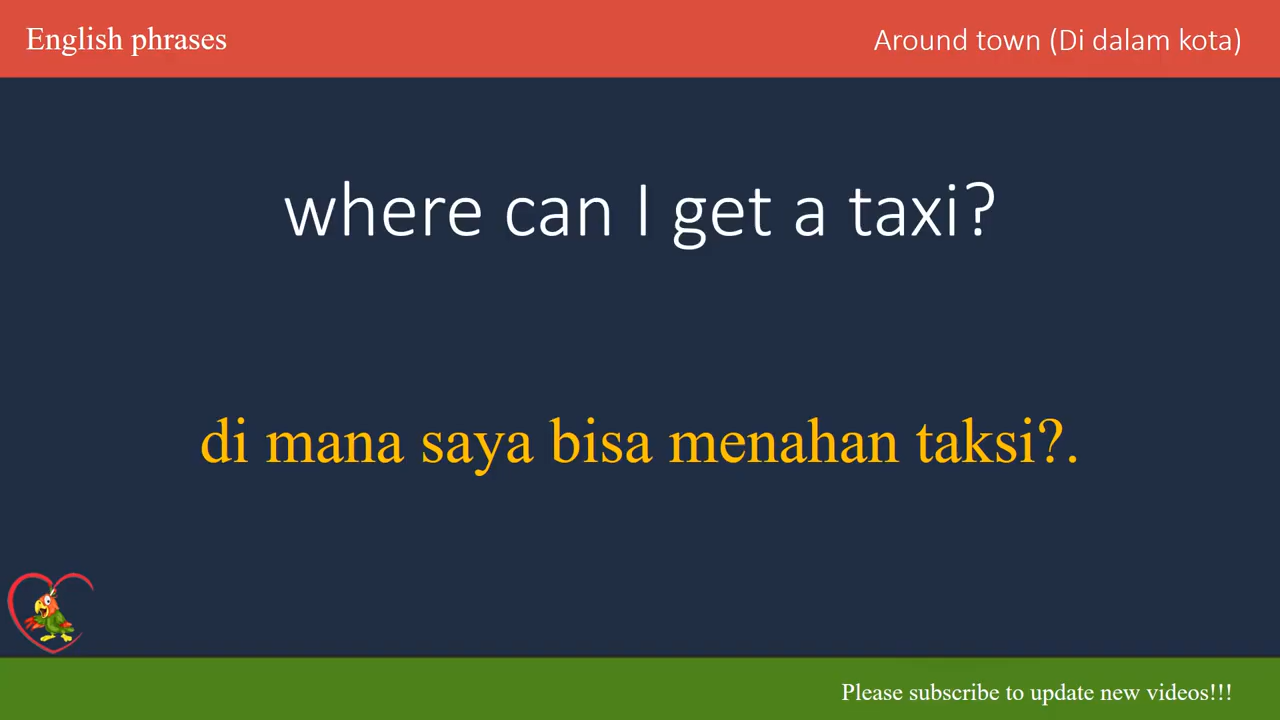 English phrases
Around town (Di dalam kota)
where can I get a taxi?
di mana saya bisa menahan taksi?.
Please subscribe to update new videos!!!